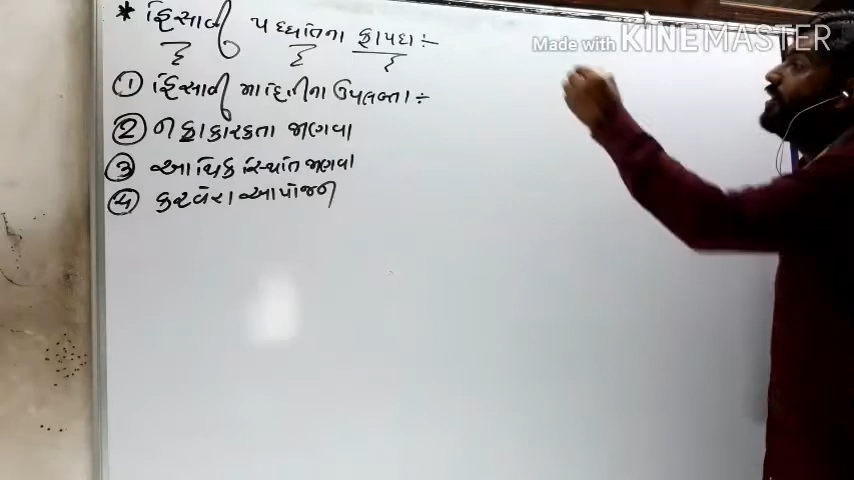 * હિસાબી પધ્ધતિના ફાયદા :-
Made with KINEMASTER
① હિસાબી માહિતીના ઉપલબ્તા :-
② નફાકારકતા જાણવા
③ આર્થિક સ્થિતિ જાણવા
④ કરવેરા આયોજન